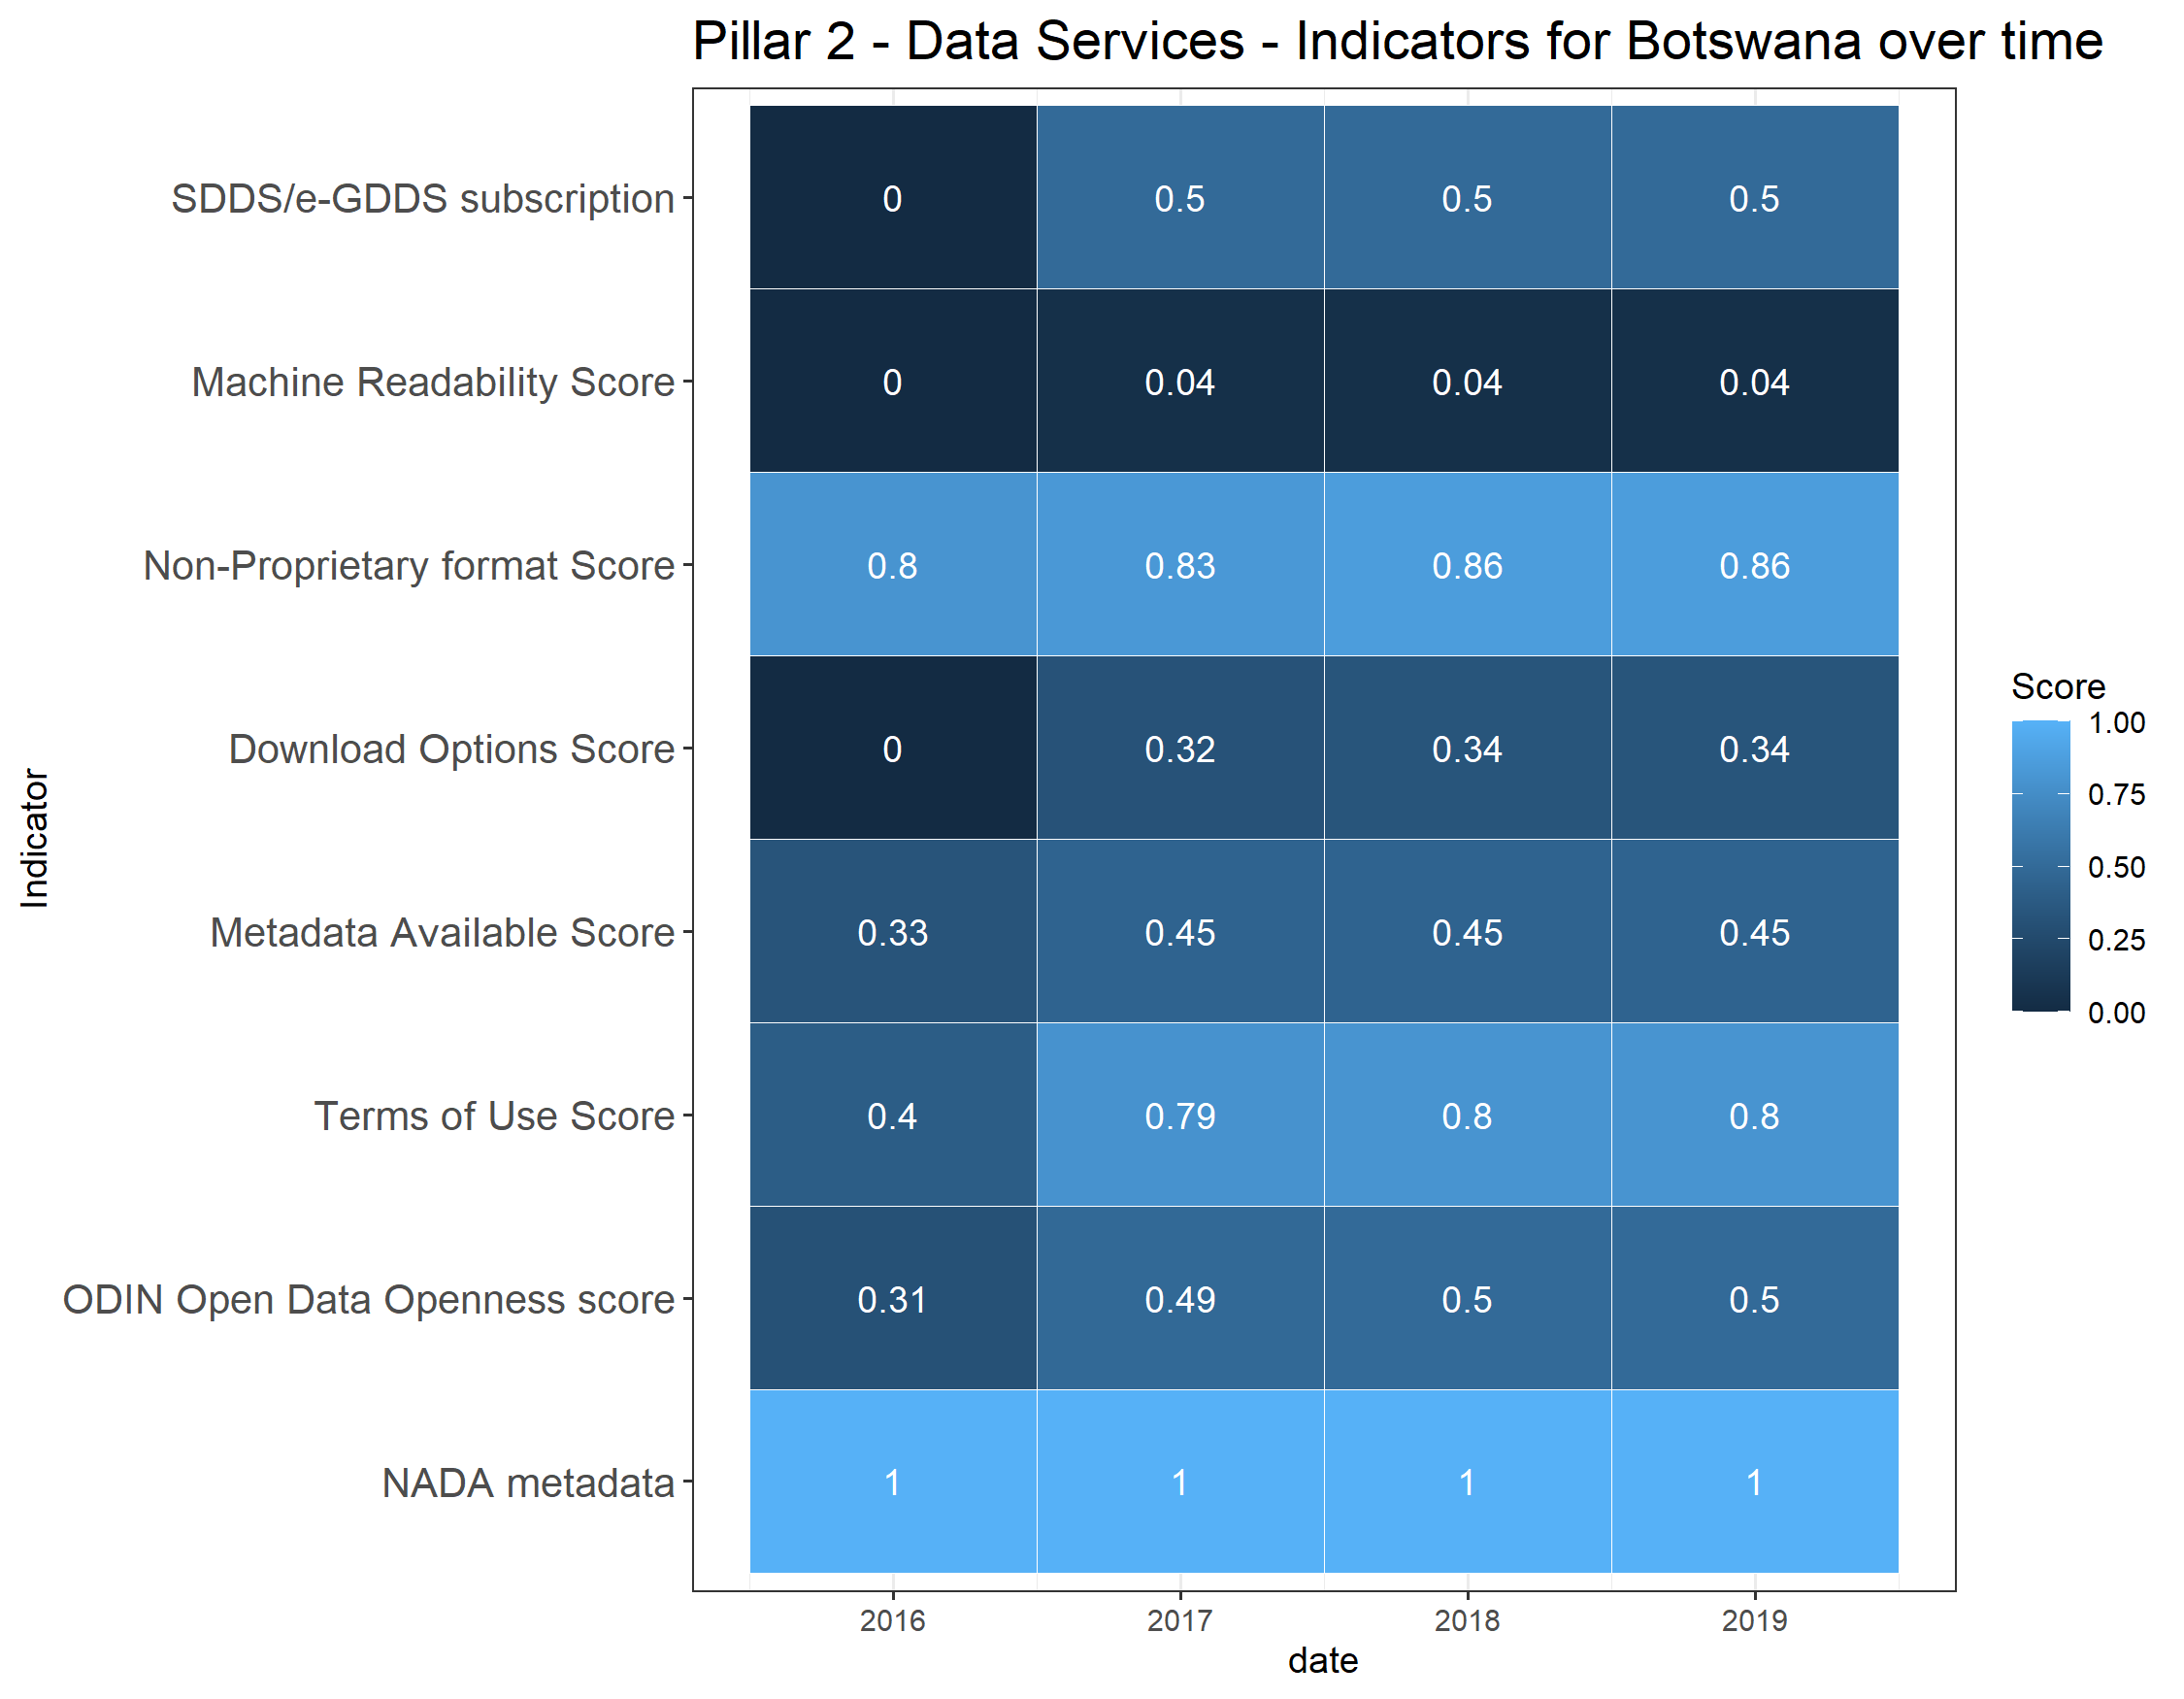 Pillar 2 - Data Services - Indicators for Botswana over time
Indicator
SDDS/e-GDDS subscription 0 0.5 0.5 0.5
Machine Readability Score 0 0.04 0.04 0.04
Non-Proprietary format Score 0.8 0.83 0.86 0.86
Download Options Score 0 0.32 0.34 0.34
Metadata Available Score 0.33 0.45 0.45 0.45
Terms of Use Score 0.4 0.79 0.8 0.8
ODIN Open Data Openness score 0.31 0.49 0.5 0.5
NADA metadata 1 1 1 1
2016 2017 2018 2019
date
Score
1.00
0.75
0.50
0.25
0.00